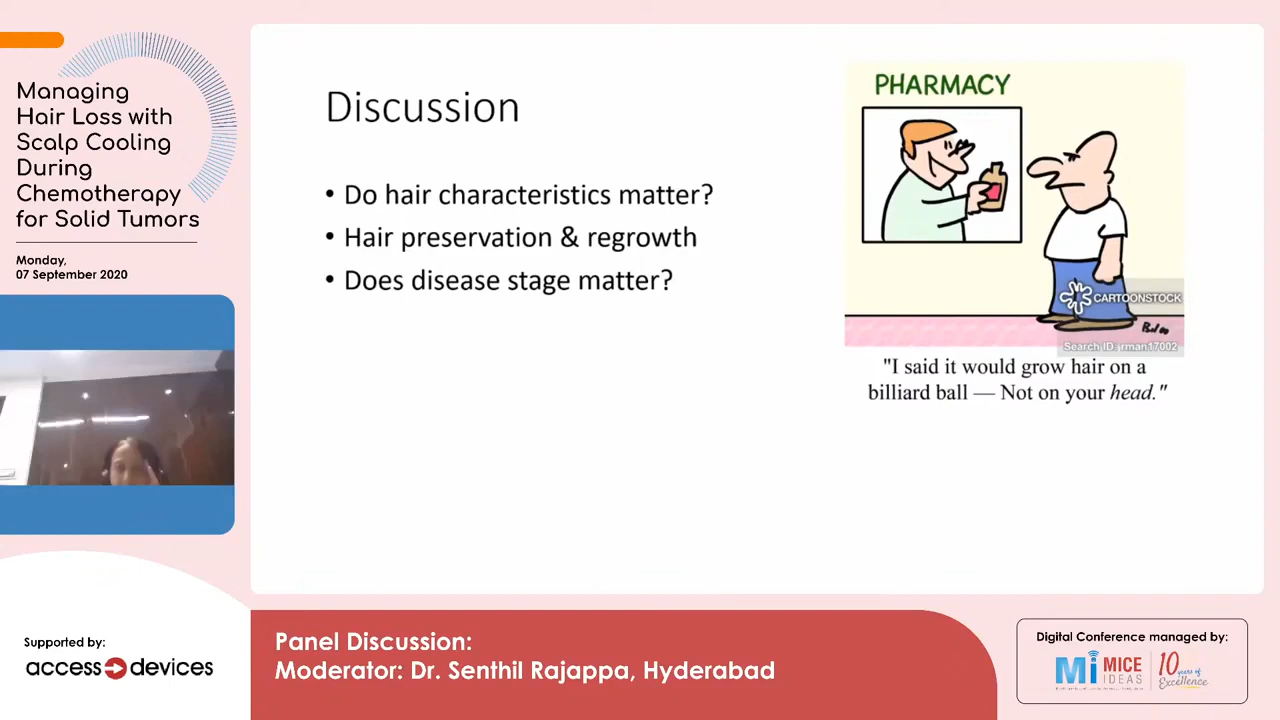 Managing
Hair Loss with
Scalp Cooling
During
Chemotherapy
for Solid Tumors
Monday,
07 September 2020
Discussion
• Do hair characteristics matter?
• Hair preservation & regrowth
• Does disease stage matter?
PHARMACY
CARTOONSTOCK
Search ID: rman17002
"I said it would grow hair on a
billiard ball — Not on your head."
Supported by:
access devices
Panel Discussion:
Moderator: Dr. Senthil Rajappa, Hyderabad
Digital Conference managed by:
Mi MICE IDEAS
10 years of Excellence